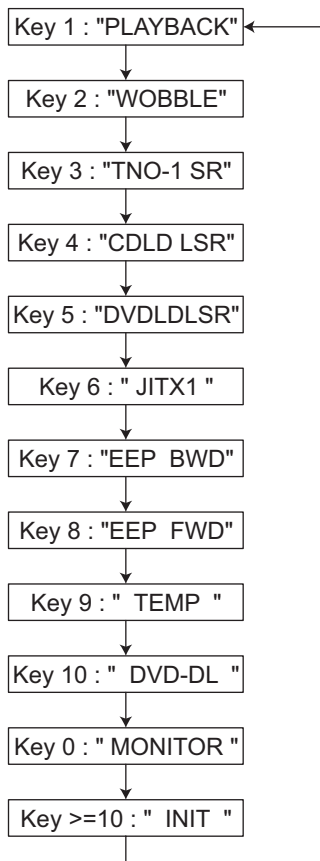 Key 1 : "PLAYBACK"
Key 2 : "WOBBLE"
Key 3 : "TNO-1 SR"
Key 4 : "CDLD LSR"
Key 5 : "DVDLDLSR"
Key 6 : " JITX1 "
Key 7 : "EEP  BWD"
Key 8 : "EEP  FWD"
Key 9 : "  TEMP  "
Key 10 : "  DVD-DL  "
Key 0 : " MONITOR "
Key >=10 : "  INIT  "